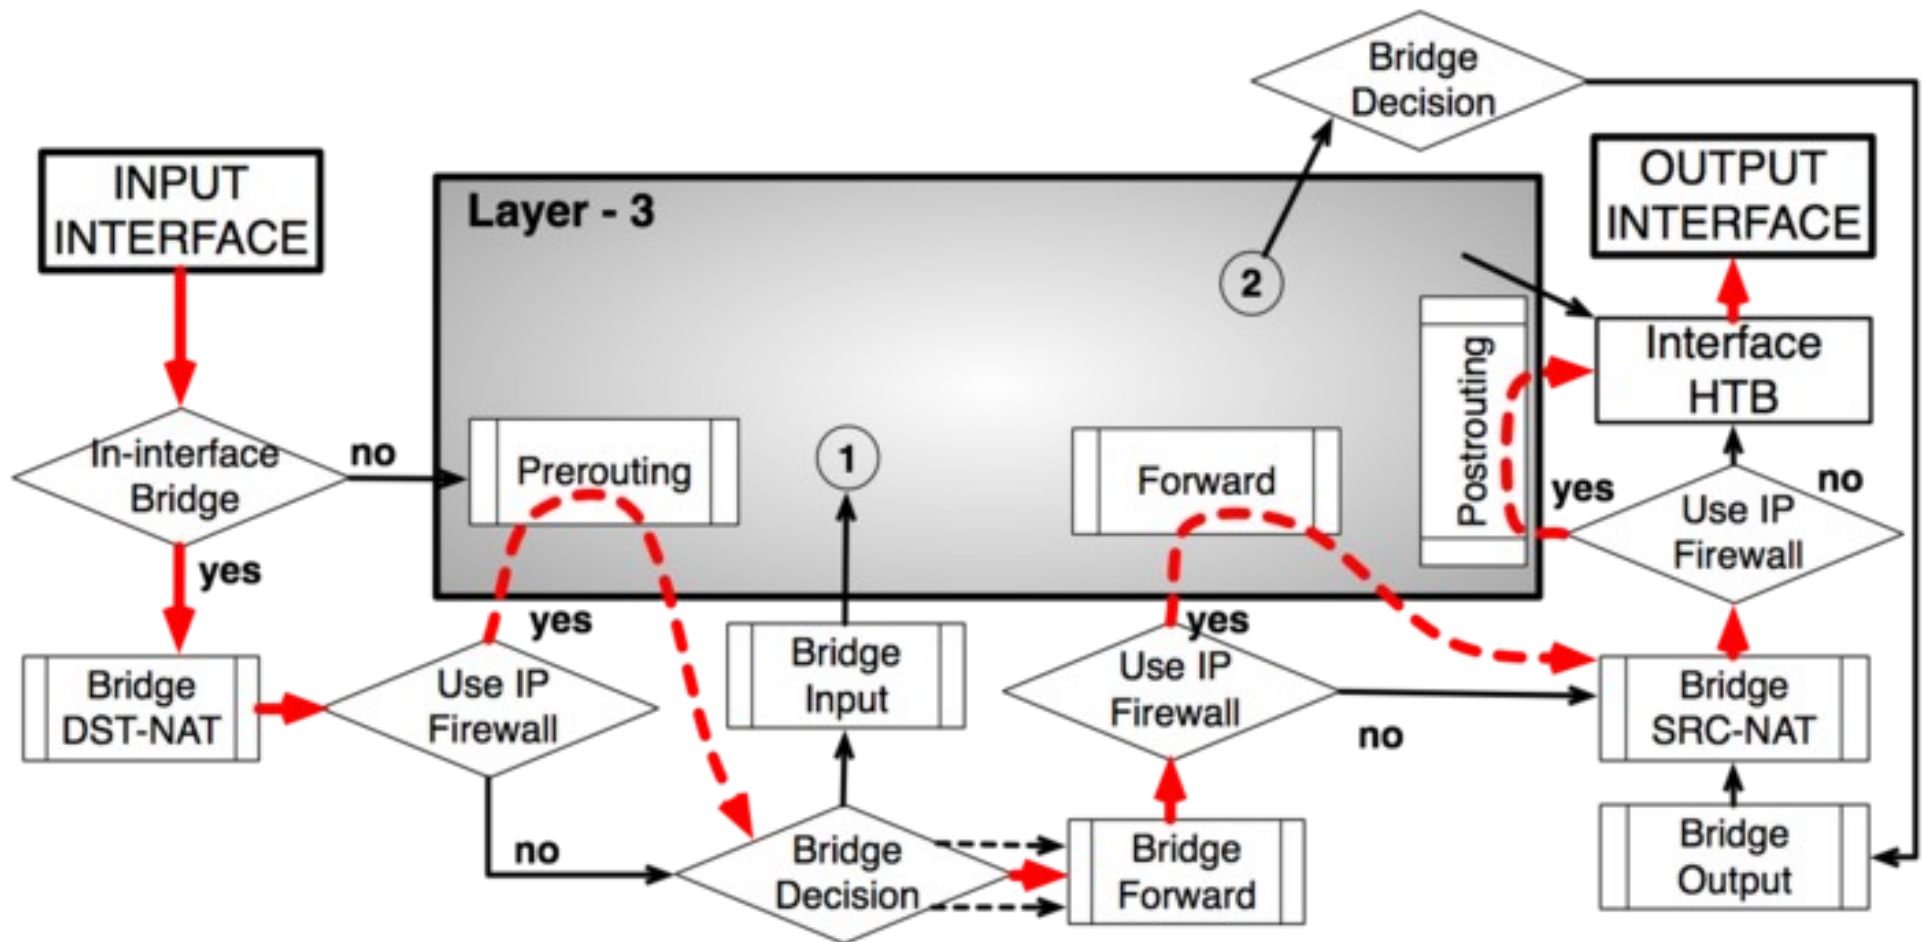 Bridge
Decision
INPUT
INTERFACE
OUTPUT
INTERFACE
Layer - 3
2
Interface
HTB
Postrouting
In-interface
Bridge
no
Prerouting
1
Forward
yes
no
Use IP
Firewall
yes
yes
yes
Bridge
DST-NAT
Use IP
Firewall
Bridge
Input
Use IP
Firewall
no
Bridge
SRC-NAT
no
Bridge
Decision
Bridge
Forward
Bridge
Output